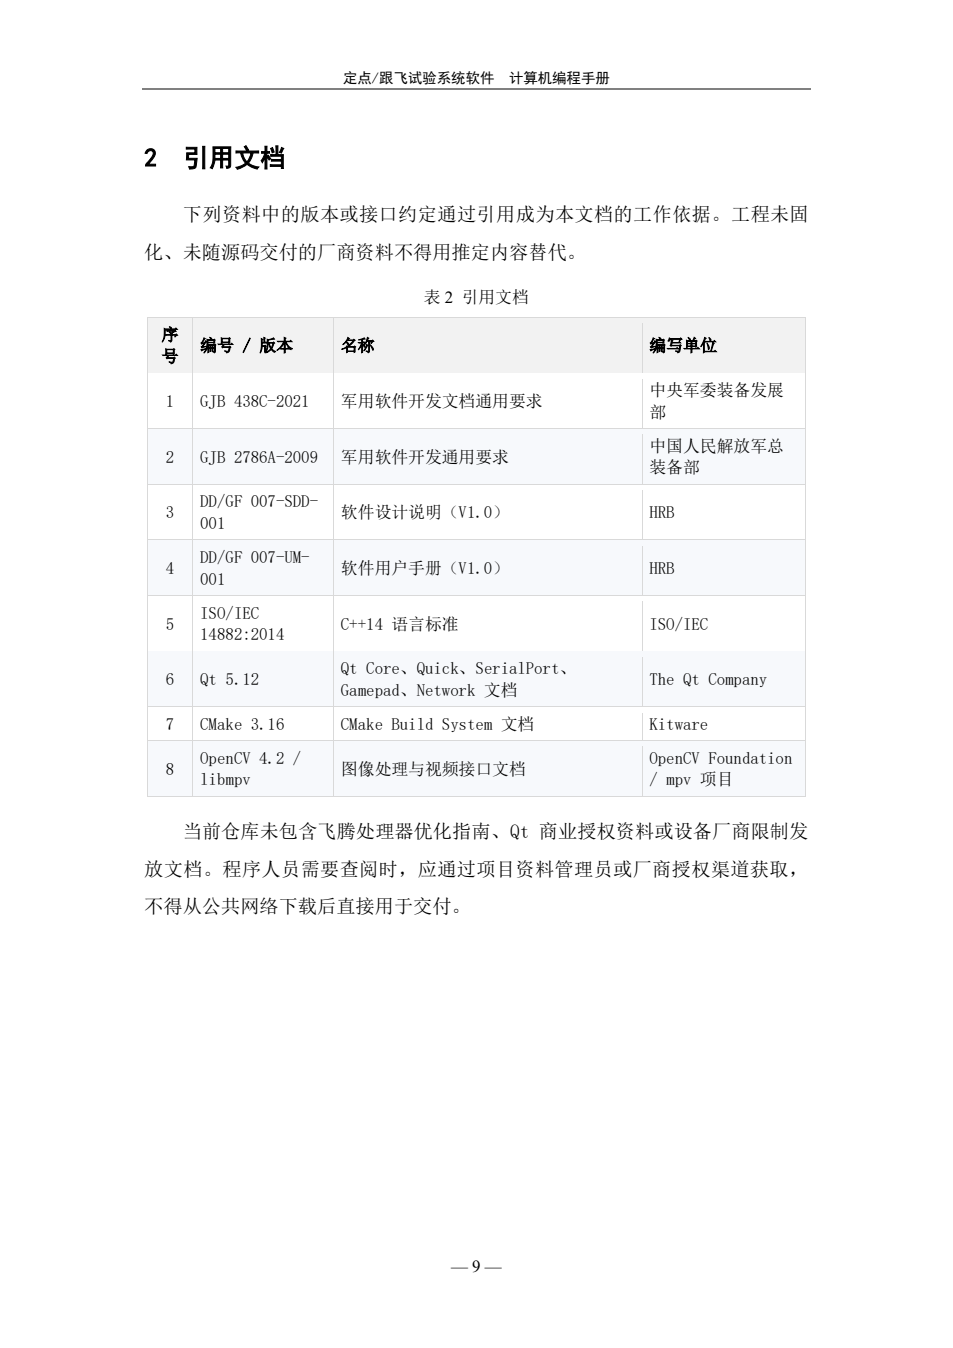 定点/跟飞试验系统软件　计算机编程手册
2　引用文档
下列资料中的版本或接口约定通过引用成为本文档的工作依据。工程未固
化、未随源码交付的厂商资料不得用推定内容替代。
表 2 引用文档
序号 编号 / 版本 名称 编写单位
1 GJB 438C-2021 军用软件开发文档通用要求 中央军委装备发展部
2 GJB 2786A-2009 军用软件开发通用要求 中国人民解放军总装备部
3 DD/GF 007-SDD-001 软件设计说明（V1.0） HRB
4 DD/GF 007-UM-001 软件用户手册（V1.0） HRB
5 ISO/IEC 14882:2014 C++14 语言标准 ISO/IEC
6 Qt 5.12 Qt Core、Quick、SerialPort、Gamepad、Network 文档 The Qt Company
7 CMake 3.16 CMake Build System 文档 Kitware
8 OpenCV 4.2 / libmpv 图像处理与视频接口文档 OpenCV Foundation / mpv 项目
当前仓库未包含飞腾处理器优化指南、Qt 商业授权资料或设备厂商限制发
放文档。程序人员需要查阅时，应通过项目资料管理员或厂商授权渠道获取，
不得从公共网络下载后直接用于交付。
— 9 —